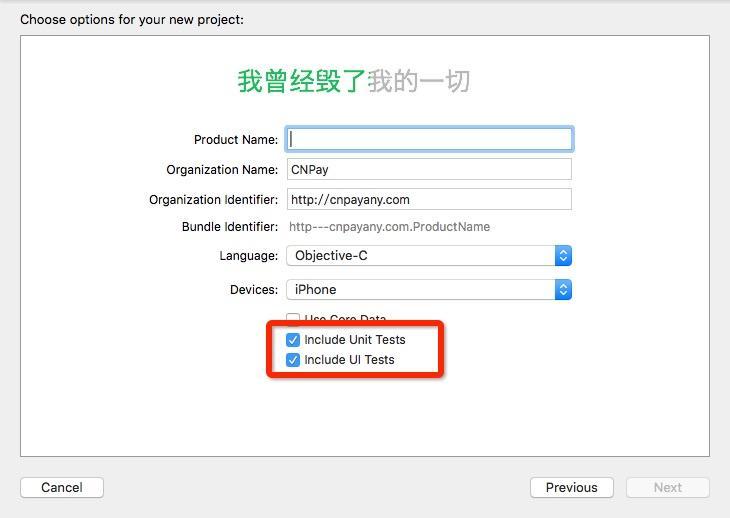 Choose options for your new project:
我曾经毁了我的一切
Product Name:
Organization Name: CNPay
Organization Identifier: http://cnpayany.com
Bundle Identifier: http---cnpayany.com.ProductName
Language: Objective-C
Devices: iPhone
Use Core Data
Include Unit Tests
Include UI Tests
Cancel Previous Next